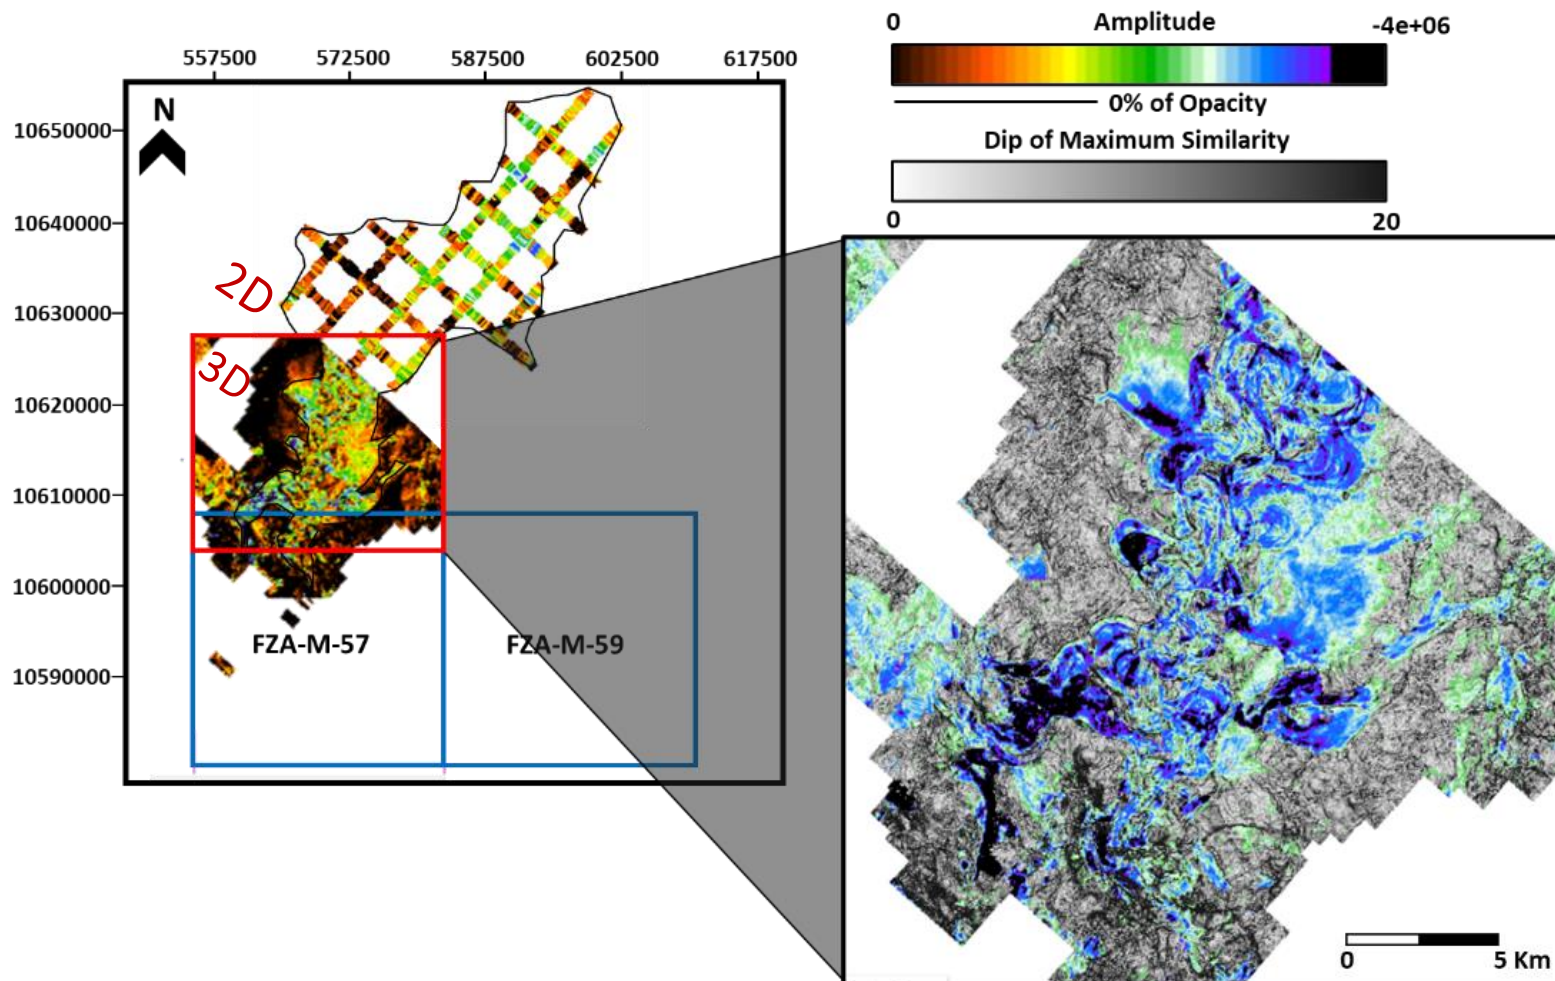 0 Amplitude -4e+06
0% of Opacity
Dip of Maximum Similarity
0 20
557500 572500 587500 602500 617500
N
10650000
10640000
10630000
10620000
10610000
10600000
10590000
2D
3D
FZA-M-57 FZA-M-59
0 5 Km